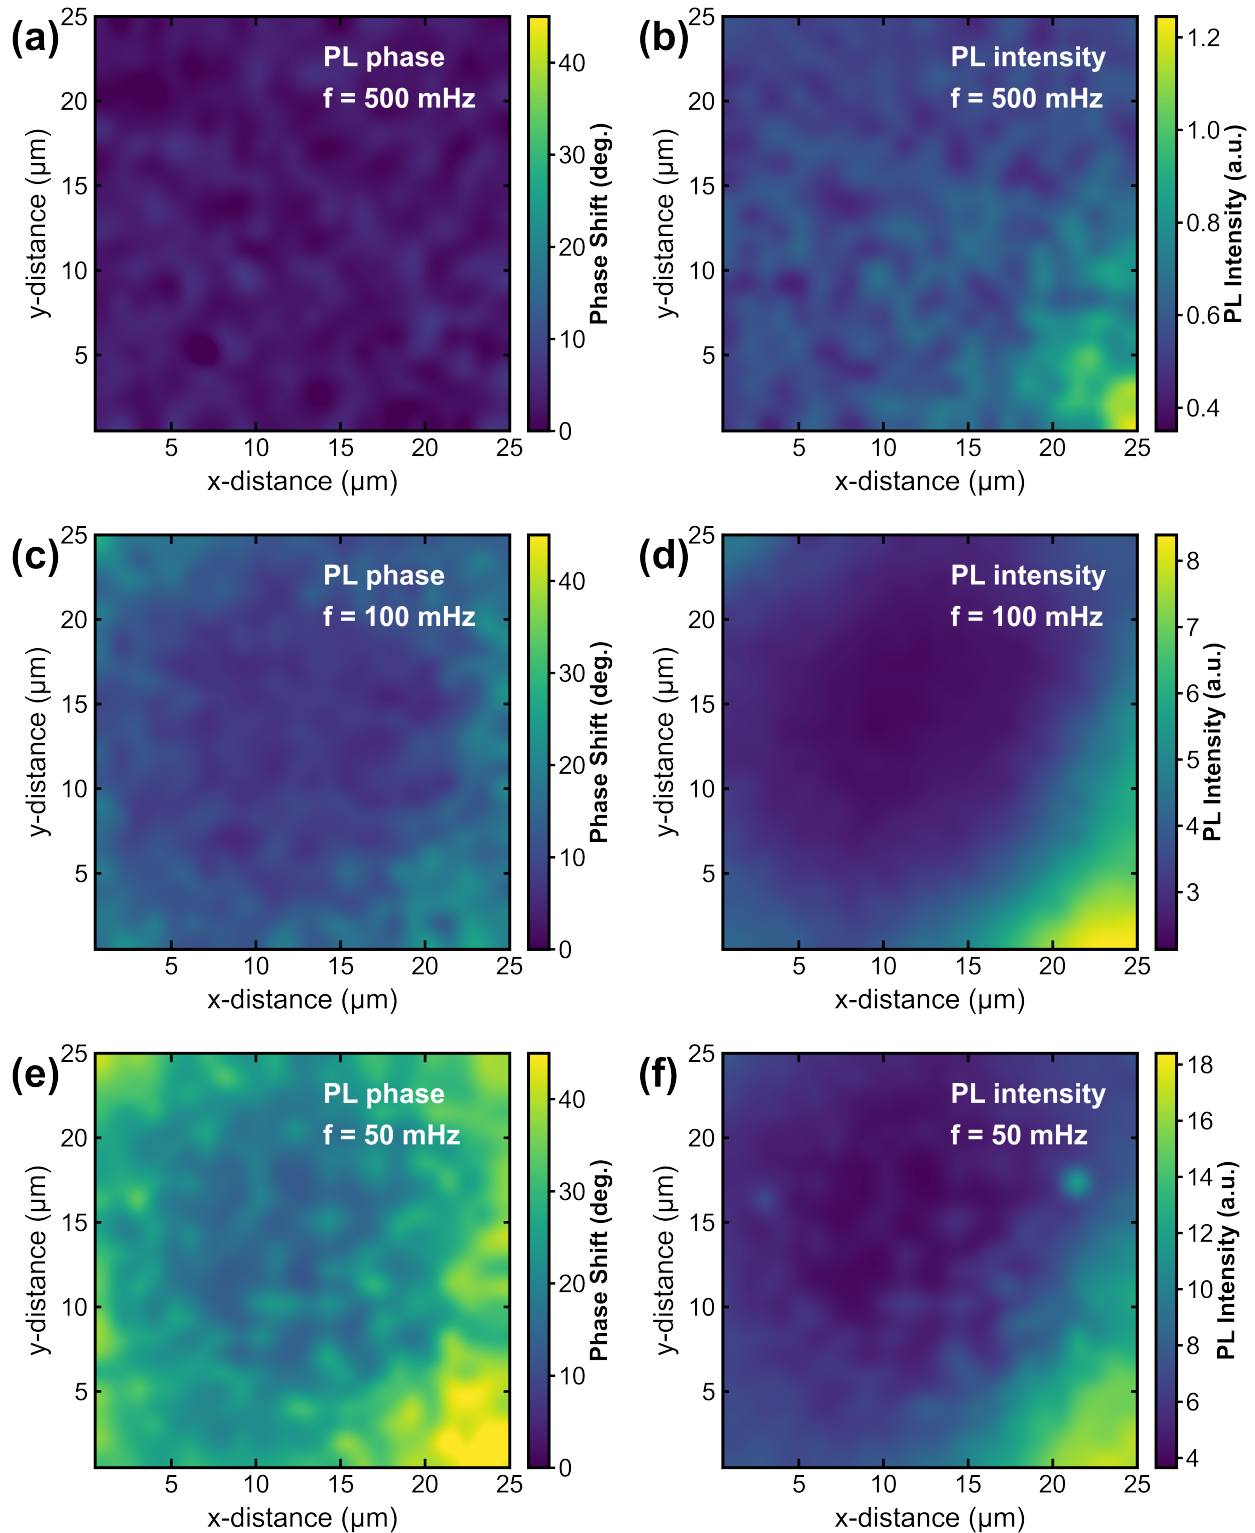 (a)
PL phase
f = 500 mHz
25
20
15
10
5
5
10
15
20
25
x-distance (µm)
y-distance (µm)
40
30
20
10
0
Phase Shift (deg.)
(b)
PL intensity
f = 500 mHz
25
20
15
10
5
5
10
15
20
25
x-distance (µm)
y-distance (µm)
1.2
1.0
0.8
0.6
0.4
PL Intensity (a.u.)
(c)
PL phase
f = 100 mHz
25
20
15
10
5
5
10
15
20
25
x-distance (µm)
y-distance (µm)
40
30
20
10
0
Phase Shift (deg.)
(d)
PL intensity
f = 100 mHz
25
20
15
10
5
5
10
15
20
25
x-distance (µm)
y-distance (µm)
8
7
6
5
4
3
PL Intensity (a.u.)
(e)
PL phase
f = 50 mHz
25
20
15
10
5
5
10
15
20
25
x-distance (µm)
y-distance (µm)
40
30
20
10
0
Phase Shift (deg.)
(f)
PL intensity
f = 50 mHz
25
20
15
10
5
5
10
15
20
25
x-distance (µm)
y-distance (µm)
18
16
14
12
10
8
6
4
PL Intensity (a.u.)